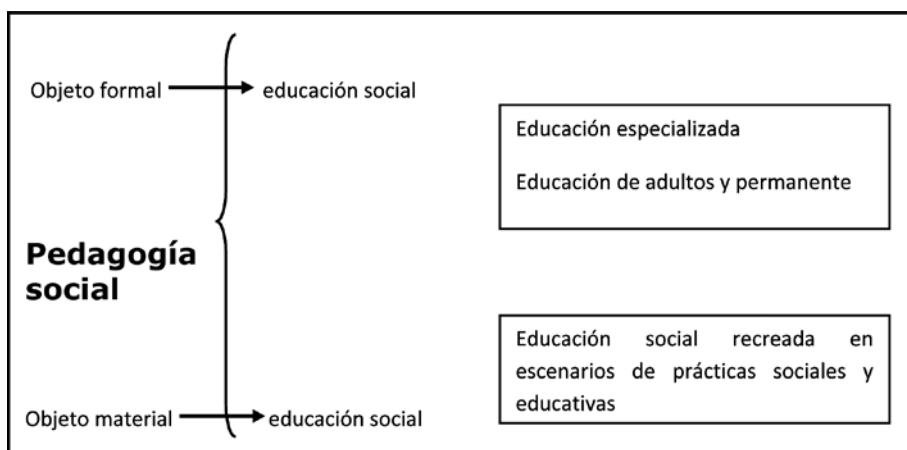 Objeto formal
educación social
Educación especializada
Educación de adultos y permanente
Pedagogía
social
Educación social recreada en
escenarios de prácticas sociales y
educativas
Objeto material
educación social